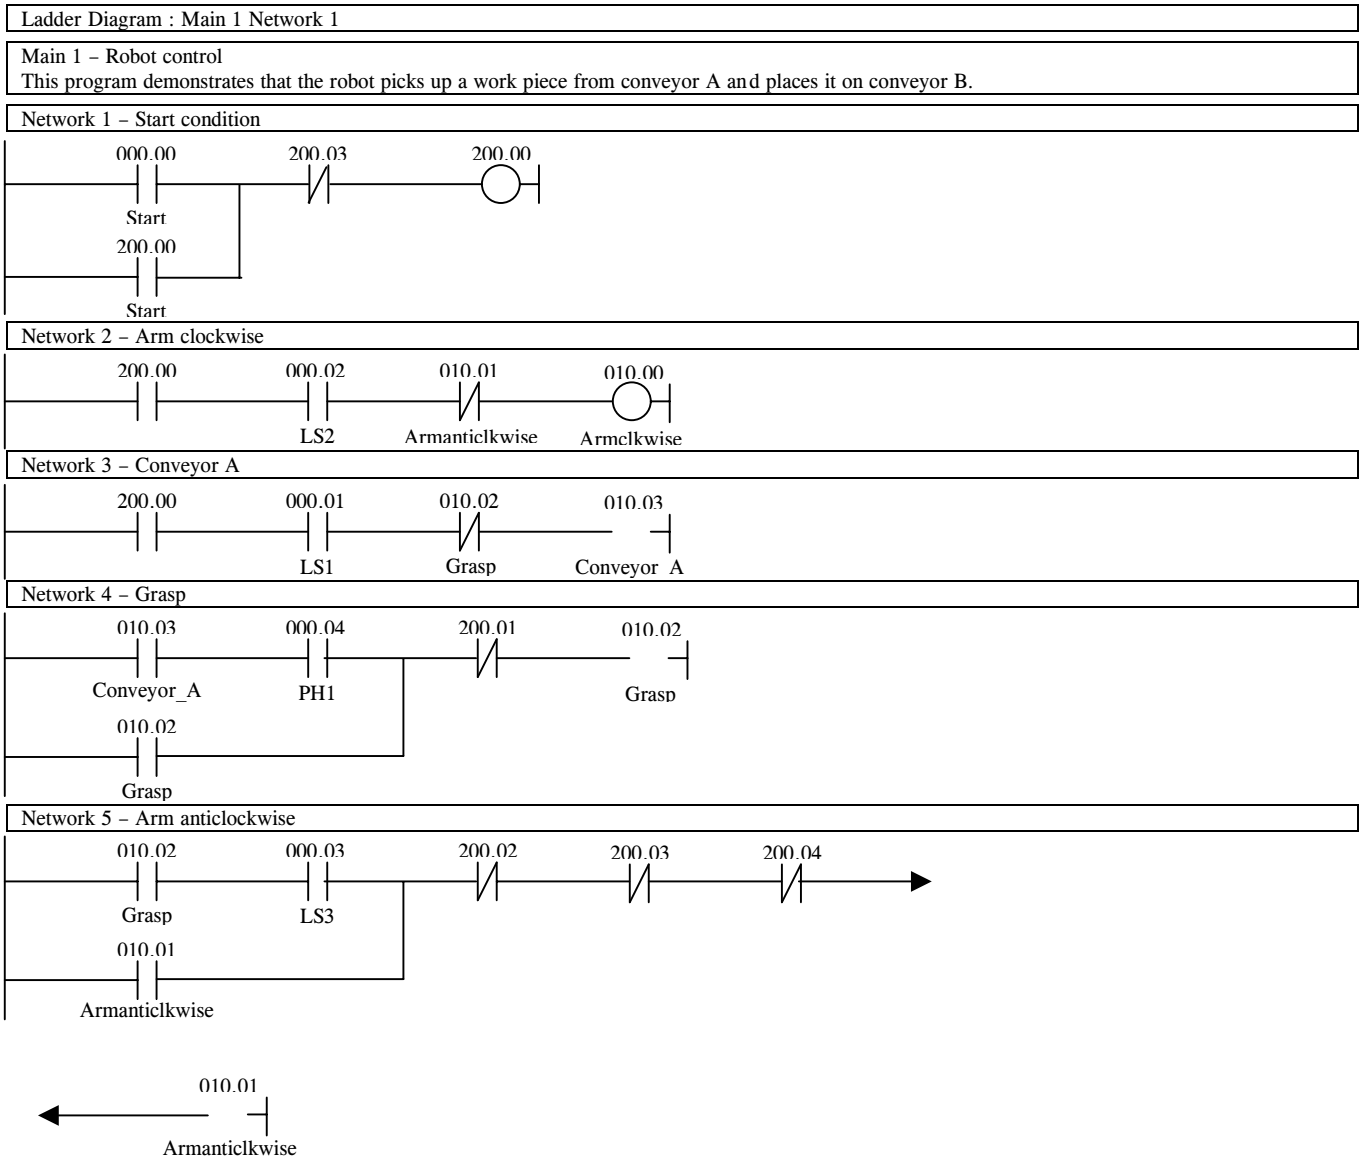 Ladder Diagram : Main 1 Network 1
Main 1 – Robot control
This program demonstrates that the robot picks up a work piece from conveyor A and places it on conveyor B.
Network 1 – Start condition
000.00 200.03 200.00
Start
200.00
Start
Network 2 – Arm clockwise
200.00 000.02 010.01 010.00
LS2 Armanticlkwise Armclkwise
Network 3 – Conveyor A
200.00 000.01 010.02 010.03
LS1 Grasp Conveyor A
Network 4 – Grasp
010.03 000.04 200.01 010.02
Conveyor_A PH1 Grasp
010.02
Grasp
Network 5 – Arm anticlockwise
010.02 000.03 200.02 200.03 200.04
Grasp LS3
010.01
Armanticlkwise
010.01
Armanticlkwise